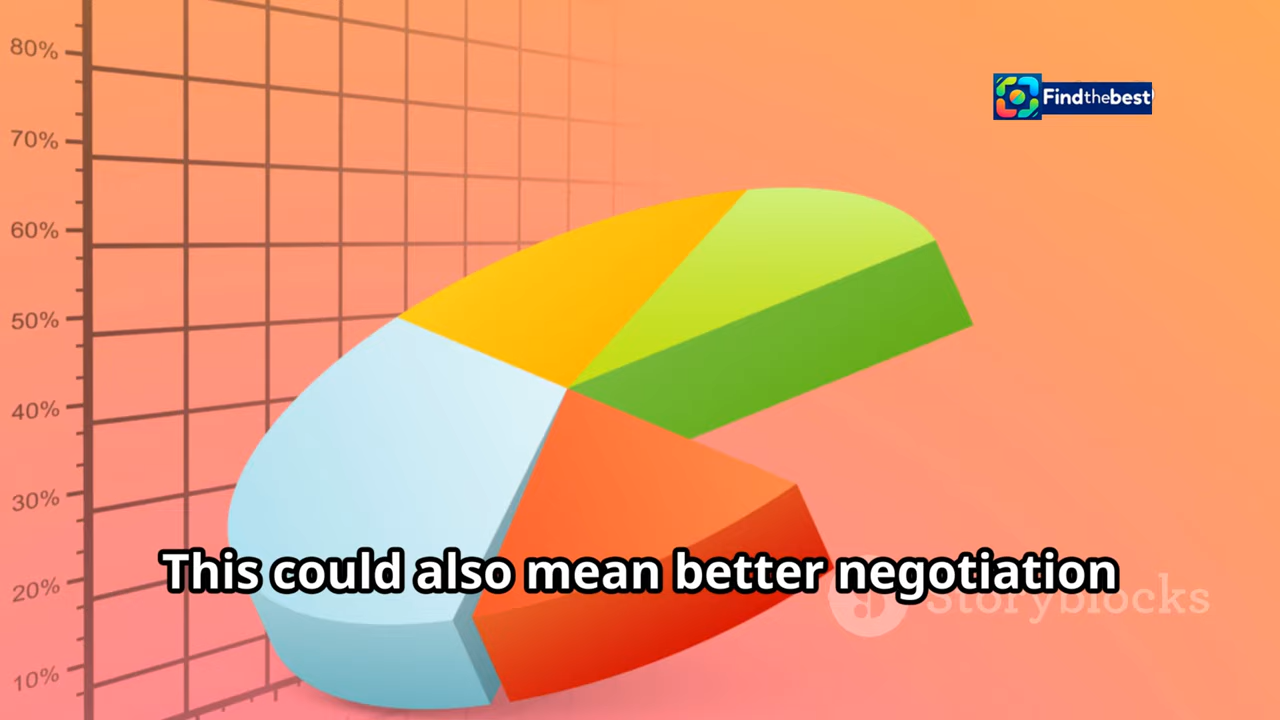 80%
Findthebest
70%
60%
50%
40%
30%
This could also mean better negotiation
20%
Storyblocks
10%